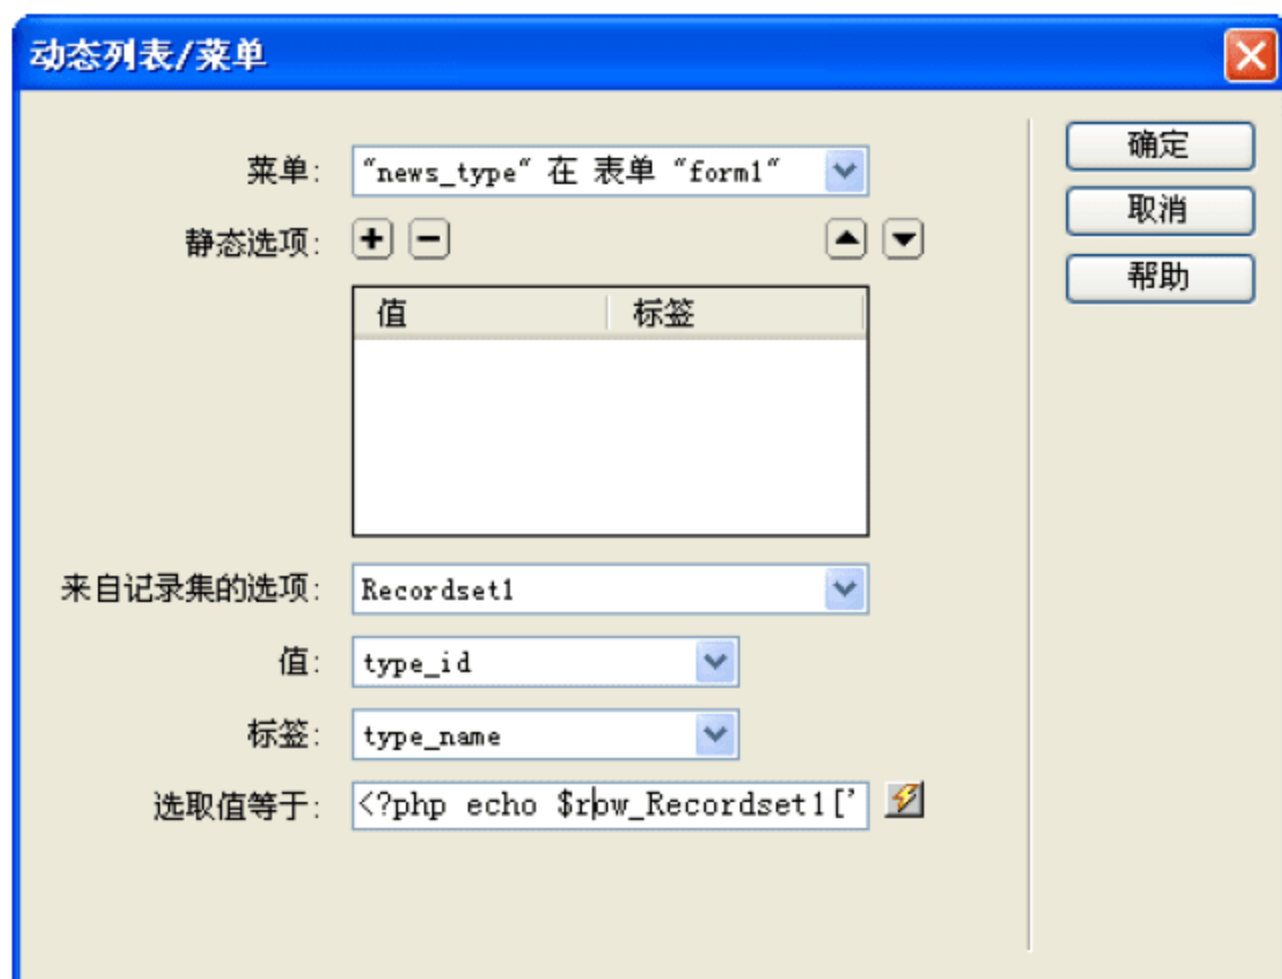 动态列表/菜单
菜单: "news_type" 在 表单 "form1"
确定
静态选项:
取消
帮助
值 标签
来自记录集的选项: Recordset1
值: type_id
标签: type_name
选取值等于: <?php echo $row_Recordset1['